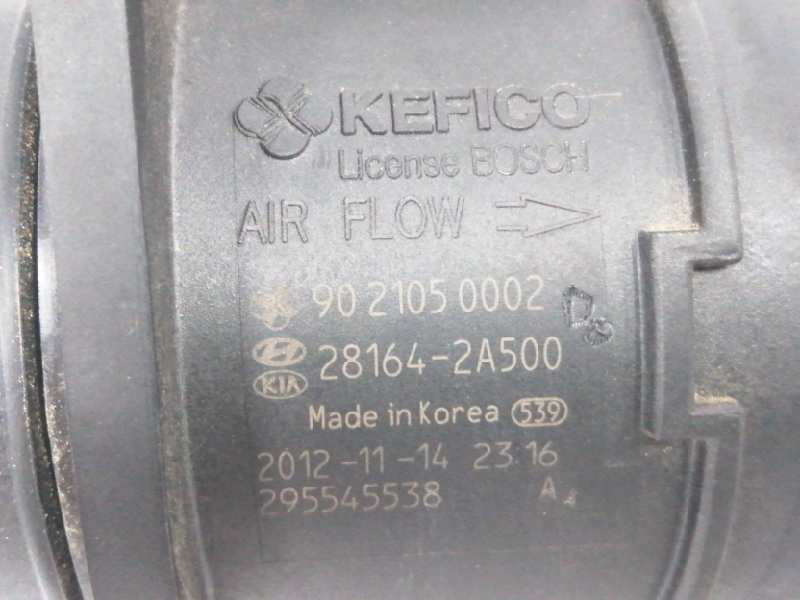 KEFICO
License BOSCH
AIR FLOW
90 2105 0002
28164-2A500
KIA
Made in Korea 539
2012-11-14 23:16
295545538 A